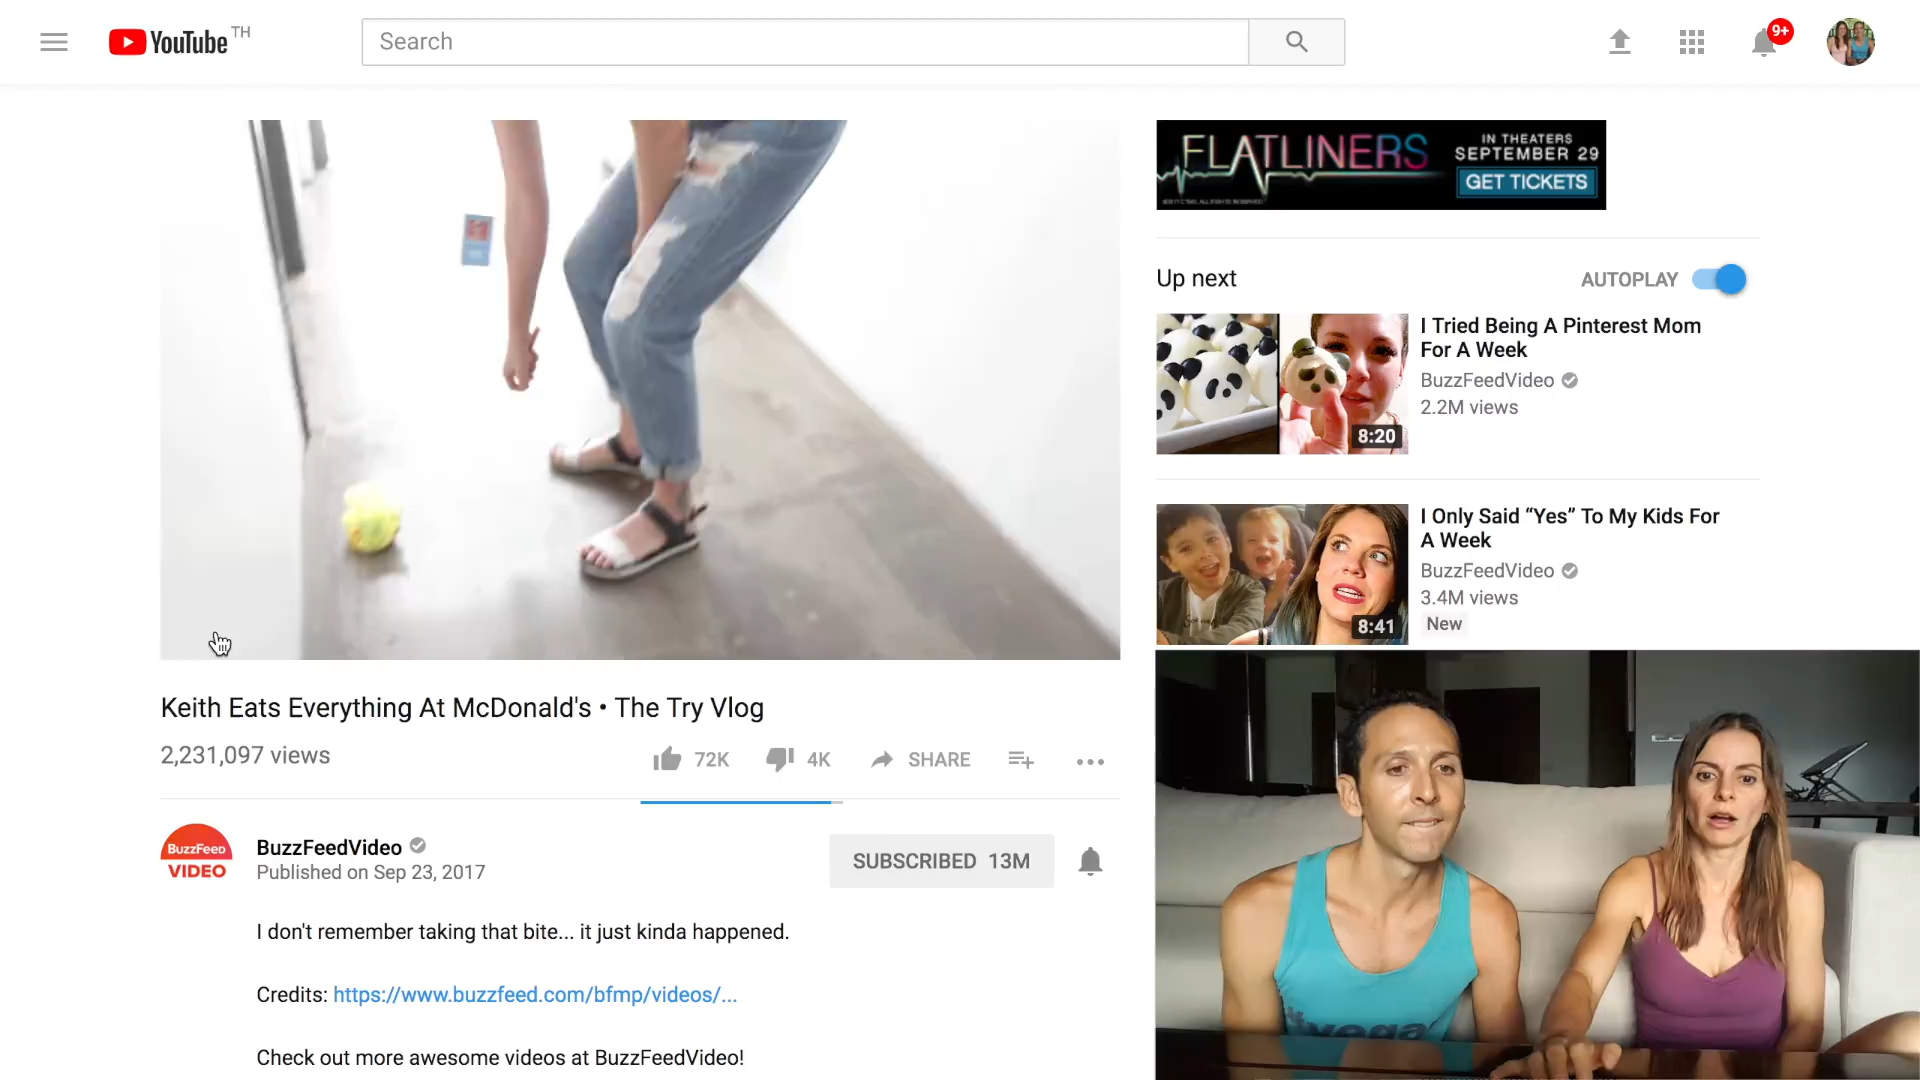 YouTube TH
Search
9+
FLATLINERS
IN THEATERS
SEPTEMBER 29
GET TICKETS
Up next
AUTOPLAY
I Tried Being A Pinterest Mom
For A Week
BuzzFeedVideo
2.2M views
8:20
I Only Said “Yes” To My Kids For
A Week
BuzzFeedVideo
3.4M views
New
8:41
Keith Eats Everything At McDonald's • The Try Vlog
2,231,097 views
72K
4K
SHARE
BuzzFeed
VIDEO
BuzzFeedVideo
Published on Sep 23, 2017
SUBSCRIBED 13M
I don't remember taking that bite... it just kinda happened.
Credits: https://www.buzzfeed.com/bfmp/videos/...
Check out more awesome videos at BuzzFeedVideo!